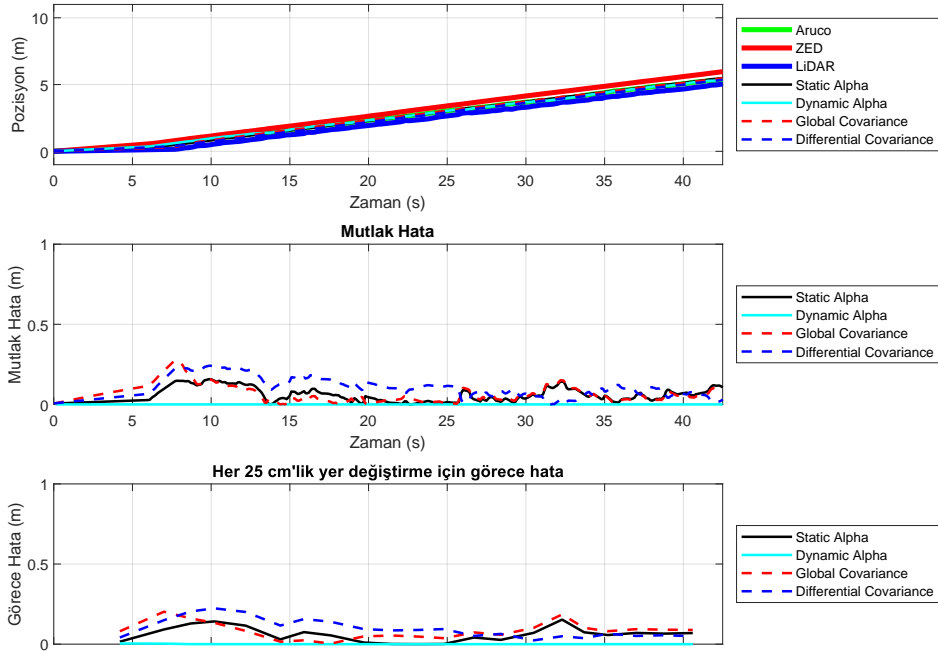 10
5
0
Pozisyon (m)
0 5 10 15 20 25 30 35 40
Zaman (s)
Aruco
ZED
LiDAR
Static Alpha
Dynamic Alpha
Global Covariance
Differential Covariance
Mutlak Hata
1
0.5
0
Mutlak Hata (m)
0 5 10 15 20 25 30 35 40
Zaman (s)
Static Alpha
Dynamic Alpha
Global Covariance
Differential Covariance
Her 25 cm'lik yer değiştirme için görece hata
1
0.5
0
Görece Hata (m)
Static Alpha
Dynamic Alpha
Global Covariance
Differential Covariance